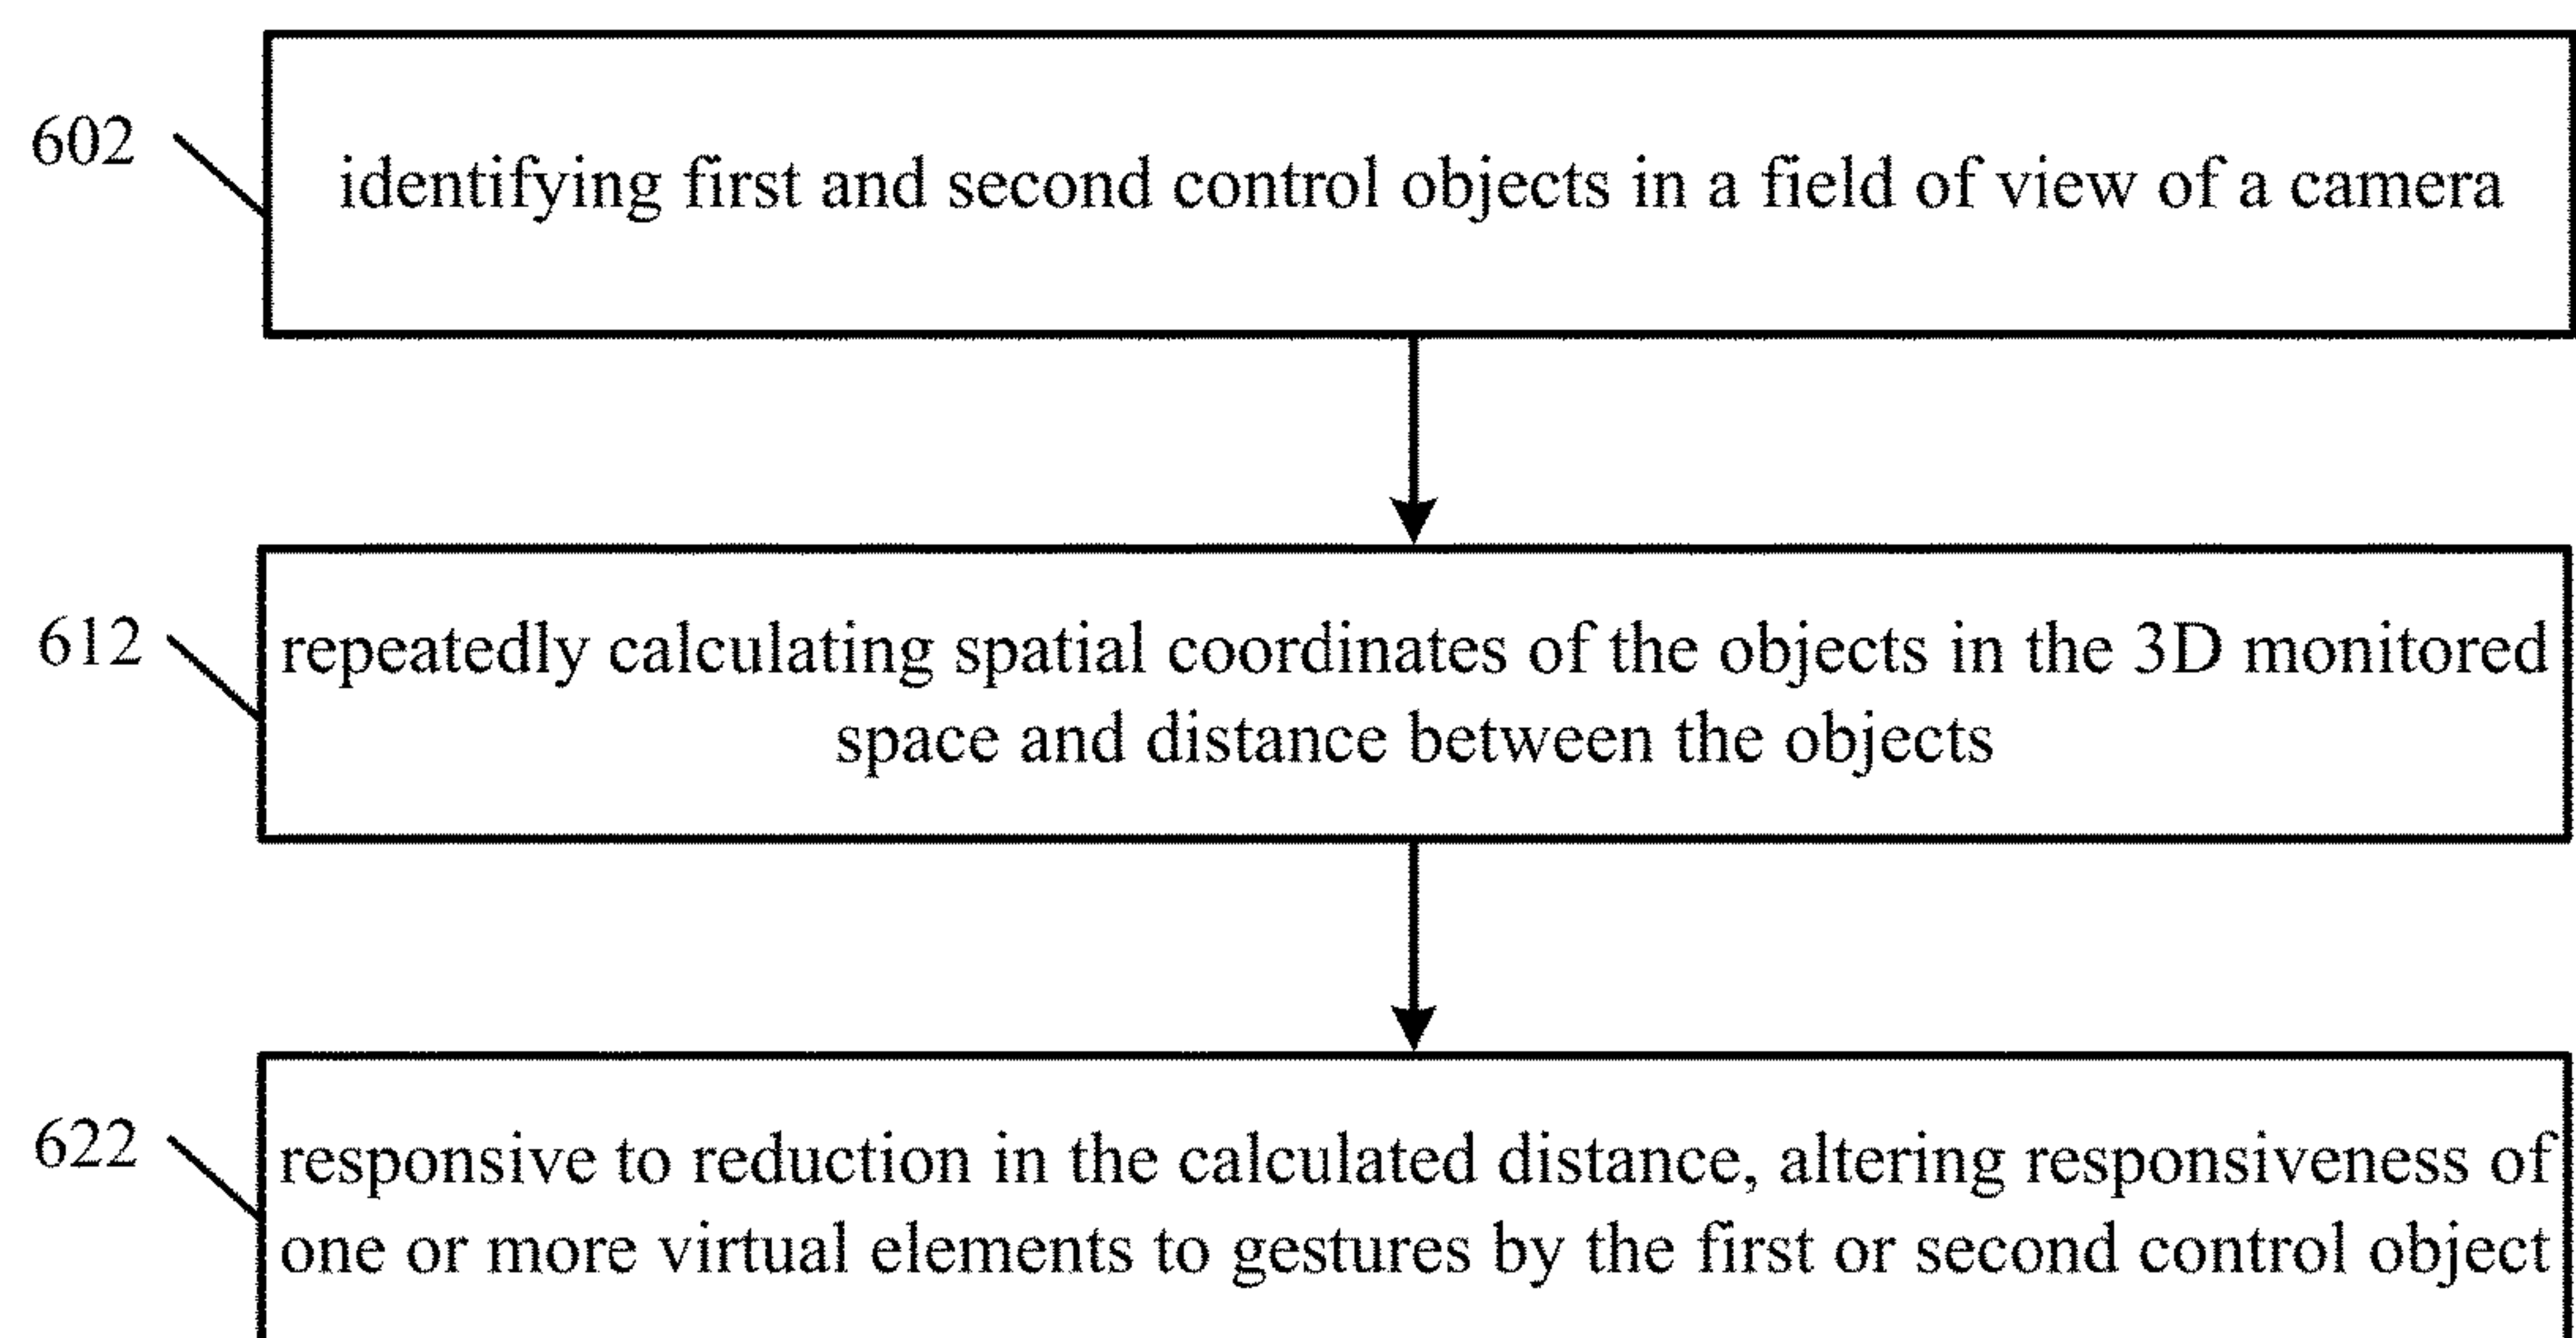 602
identifying first and second control objects in a field of view of a camera
612
repeatedly calculating spatial coordinates of the objects in the 3D monitored
space and distance between the objects
622
responsive to reduction in the calculated distance, altering responsiveness of
one or more virtual elements to gestures by the first or second control object